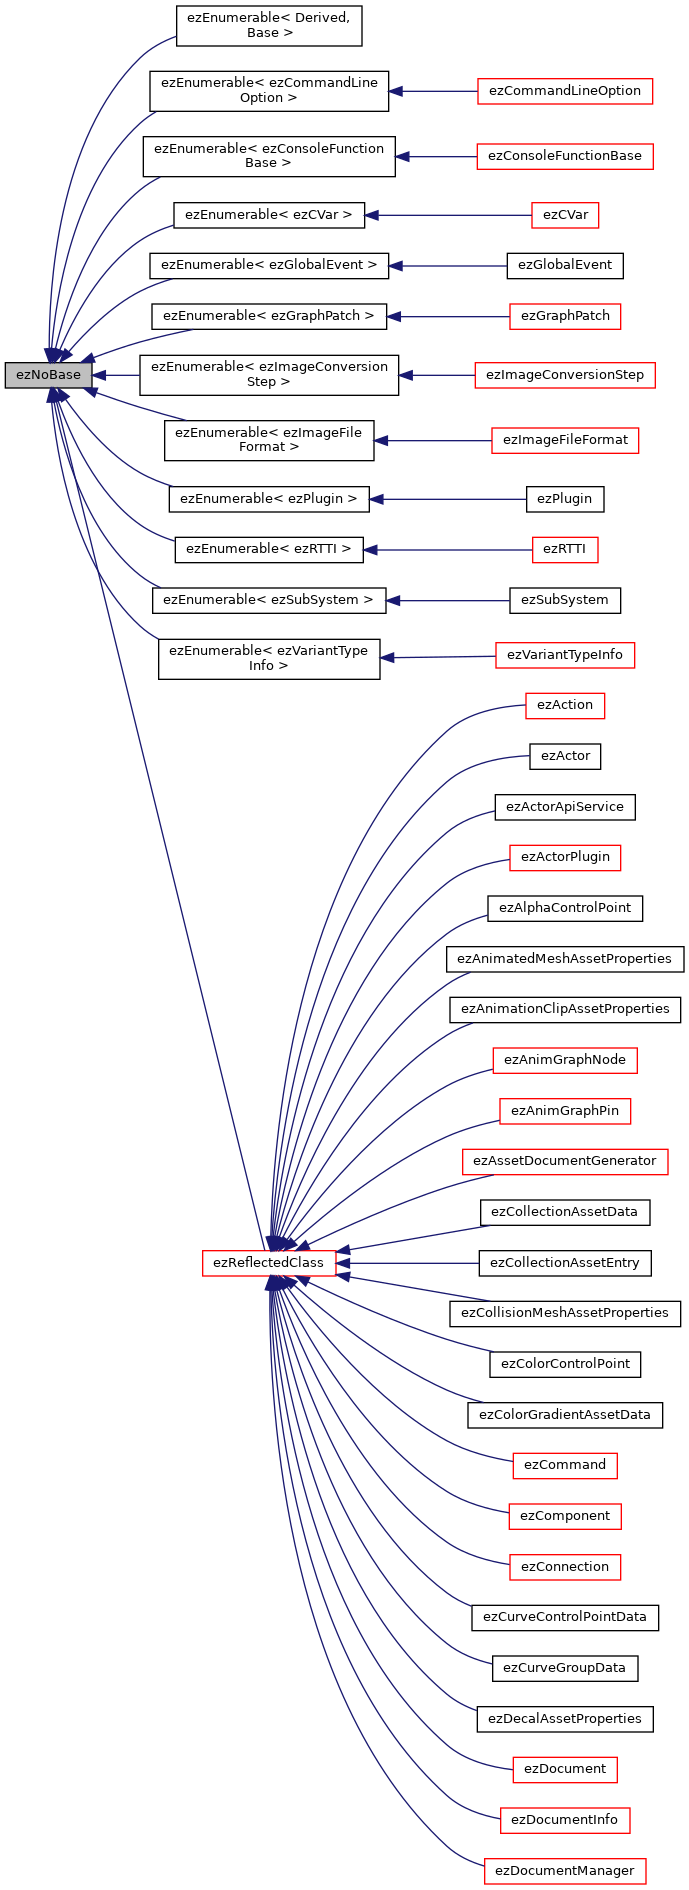 ezEnumerable< Derived,
Base >
ezEnumerable< ezCommandLine
Option >
ezCommandLineOption
ezEnumerable< ezConsoleFunction
Base >
ezConsoleFunctionBase
ezEnumerable< ezCVar >
ezCVar
ezEnumerable< ezGlobalEvent >
ezGlobalEvent
ezEnumerable< ezGraphPatch >
ezGraphPatch
ezNoBase
ezEnumerable< ezImageConversion
Step >
ezImageConversionStep
ezEnumerable< ezImageFile
Format >
ezImageFileFormat
ezEnumerable< ezPlugin >
ezPlugin
ezEnumerable< ezRTTI >
ezRTTI
ezEnumerable< ezSubSystem >
ezSubSystem
ezEnumerable< ezVariantType
Info >
ezVariantTypeInfo
ezAction
ezActor
ezActorApiService
ezActorPlugin
ezAlphaControlPoint
ezAnimatedMeshAssetProperties
ezAnimationClipAssetProperties
ezAnimGraphNode
ezAnimGraphPin
ezAssetDocumentGenerator
ezCollectionAssetData
ezReflectedClass
ezCollectionAssetEntry
ezCollisionMeshAssetProperties
ezColorControlPoint
ezColorGradientAssetData
ezCommand
ezComponent
ezConnection
ezCurveControlPointData
ezCurveGroupData
ezDecalAssetProperties
ezDocument
ezDocumentInfo
ezDocumentManager